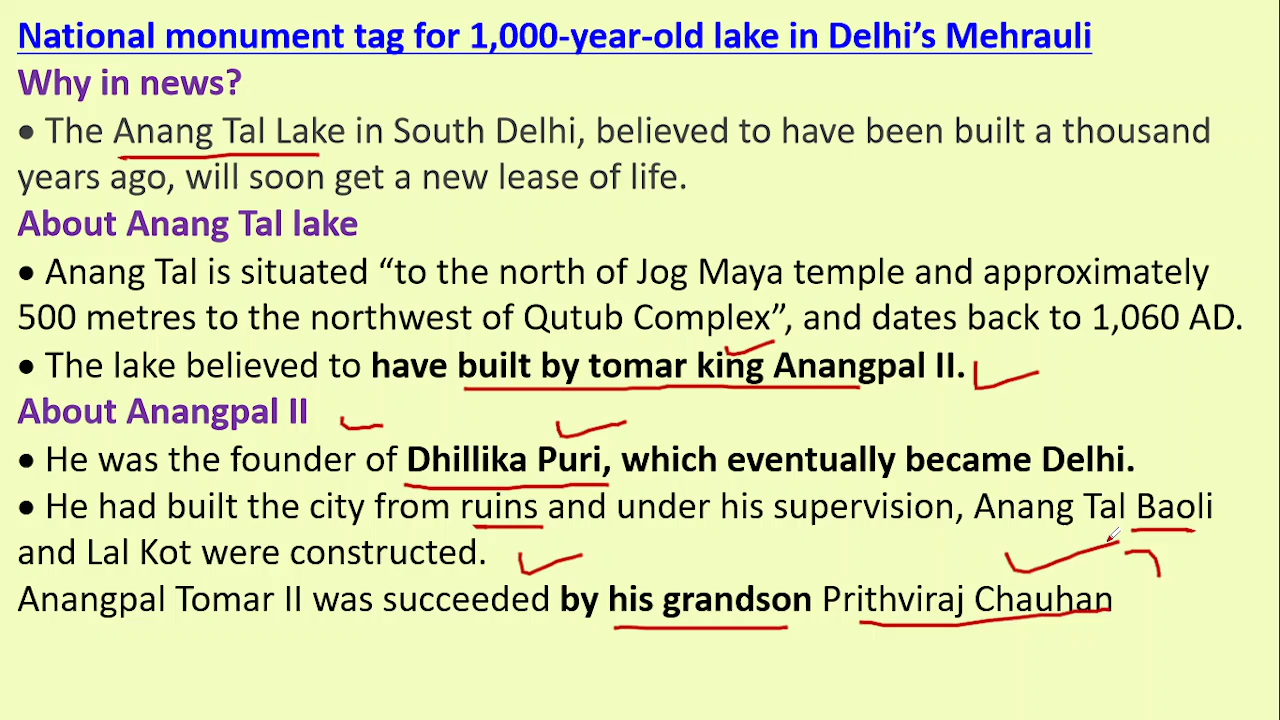 National monument tag for 1,000-year-old lake in Delhi’s Mehrauli
Why in news?
• The Anang Tal Lake in South Delhi, believed to have been built a thousand
years ago, will soon get a new lease of life.
About Anang Tal lake
• Anang Tal is situated “to the north of Jog Maya temple and approximately
500 metres to the northwest of Qutub Complex”, and dates back to 1,060 AD.
• The lake believed to have built by tomar king Anangpal II.
About Anangpal II
• He was the founder of Dhillika Puri, which eventually became Delhi.
• He had built the city from ruins and under his supervision, Anang Tal Baoli
and Lal Kot were constructed.
Anangpal Tomar II was succeeded by his grandson Prithviraj Chauhan